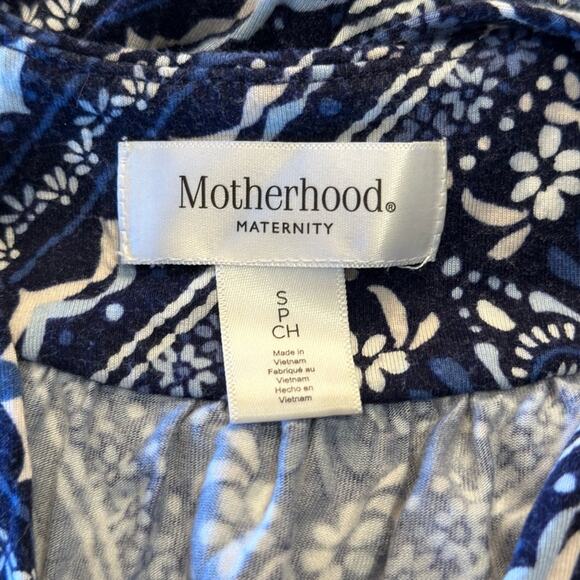 Motherhood®
MATERNITY
S
P
CH
Made in
Vietnam
Fabriqué au
Vietnam
Hecho en
Vietnam